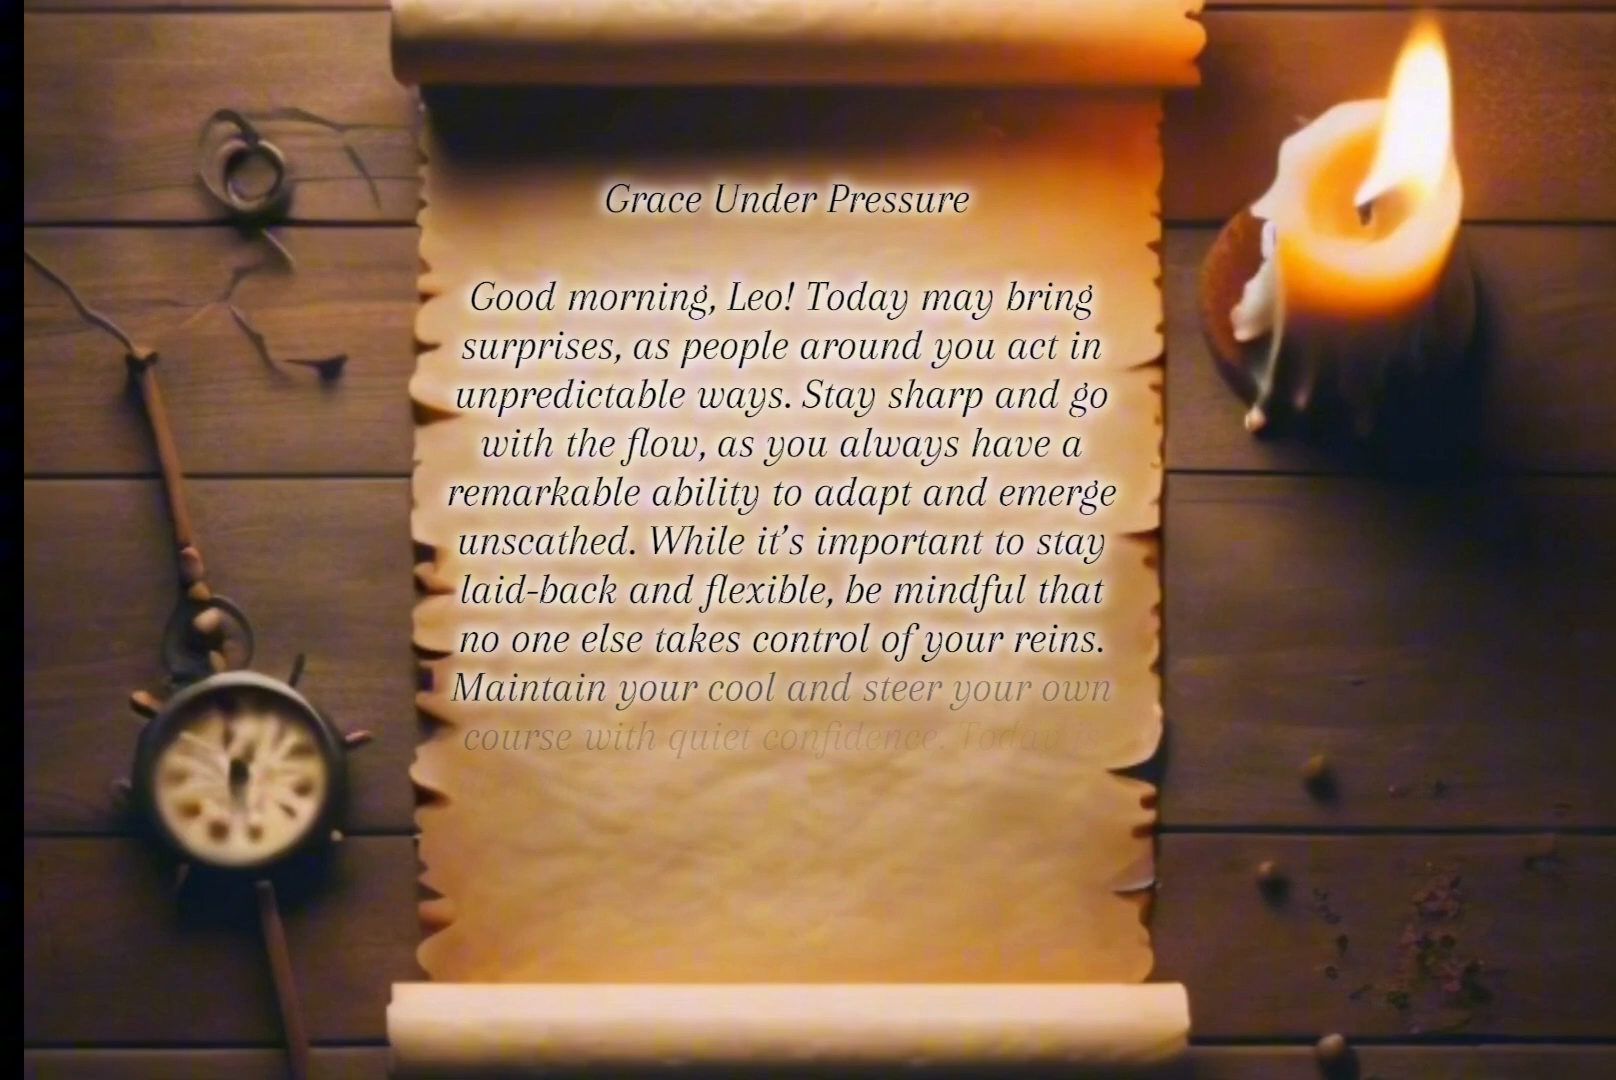 Grace Under Pressure
Good morning, Leo! Today may bring
surprises, as people around you act in
unpredictable ways. Stay sharp and go
with the flow, as you always have a
remarkable ability to adapt and emerge
unscathed. While it’s important to stay
laid-back and flexible, be mindful that
no one else takes control of your reins.
Maintain your cool and steer your own
course with quiet confidence. Today is